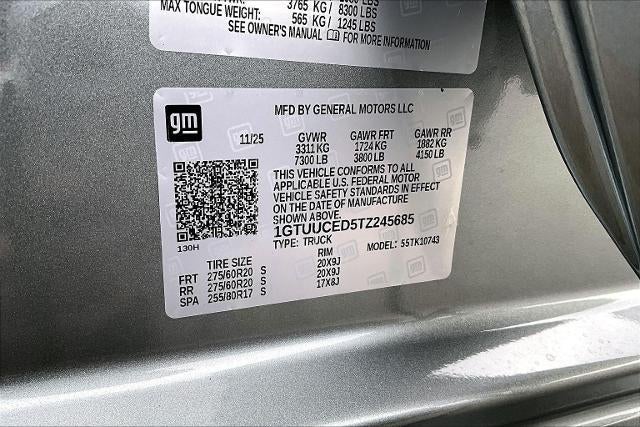 3765 KG / 8300 LBS
MAX TONGUE WEIGHT: 565 KG / 1245 LBS
SEE OWNER'S MANUAL FOR MORE INFORMATION
gm
MFD BY GENERAL MOTORS LLC
11/25 GVWR GAWR FRT GAWR RR
3311 KG 1724 KG 1882 KG
7300 LB 3800 LB 4150 LB
THIS VEHICLE CONFORMS TO ALL
APPLICABLE U.S. FEDERAL MOTOR
VEHICLE SAFETY STANDARDS IN EFFECT
ON THE DATE OF MANUFACTURE
SHOWN ABOVE.
1GTUUCED5TZ245685
130H
TYPE: TRUCK MODEL: 55TK10743
TIRE SIZE RIM
FRT 275/60R20 S 20X9J
RR 275/60R20 S 20X9J
SPA 255/80R17 S 17X8J